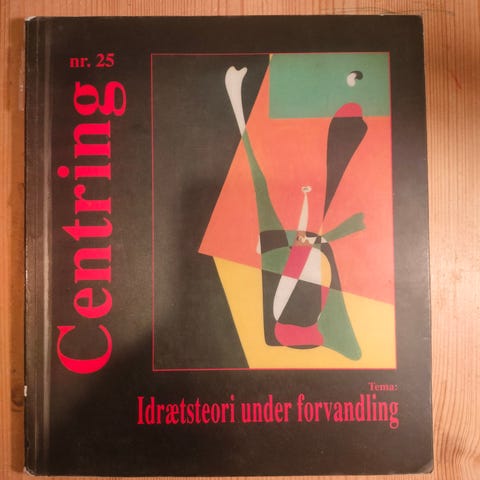 Centring
nr. 25
Tema:
Idrætsteori under forvandling